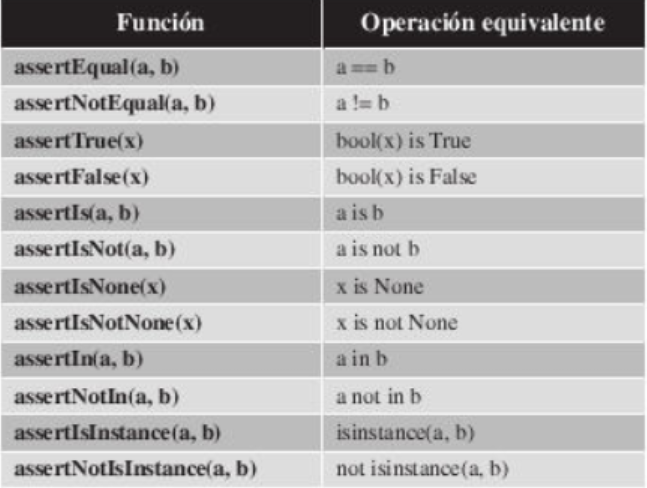 Función Operación equivalente
assertEqual(a, b) a == b
assertNotEqual(a, b) a != b
assertTrue(x) bool(x) is True
assertFalse(x) bool(x) is False
assertIs(a, b) a is b
assertIsNot(a, b) a is not b
assertIsNone(x) x is None
assertIsNotNone(x) x is not None
assertIn(a, b) a in b
assertNotIn(a, b) a not in b
assertIsInstance(a, b) isinstance(a, b)
assertNotIsInstance(a, b) not isinstance(a, b)